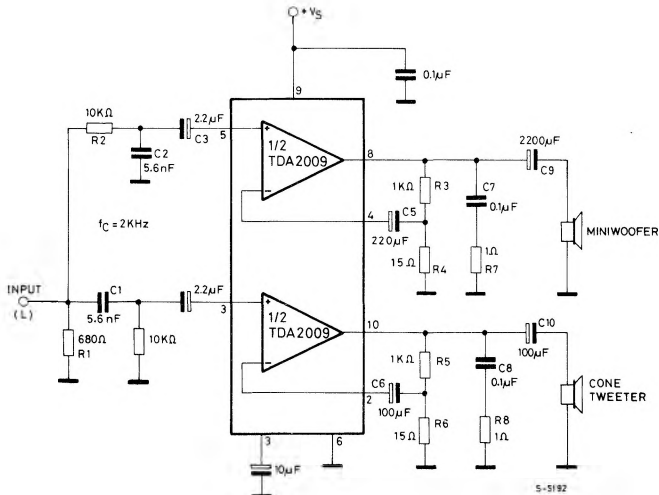 +Vs
0.1µF
9
10KΩ
R2
2.2µF
C3
5
C2
5.6nF
1/2
TDA2009
8
2200µF
C9
1KΩ
R3
C7
0.1µF
4
C5
220µF
15Ω
R4
1Ω
R7
MINIWOOFER
fC = 2KHz
INPUT
(L)
C1
5.6nF
2.2µF
3
680Ω
R1
10KΩ
1/2
TDA2009
10
C10
100µF
1KΩ
R5
C8
0.1µF
C6
2
100µF
15Ω
R6
R8
1Ω
CONE
TWEETER
3
6
10µF
S-5192